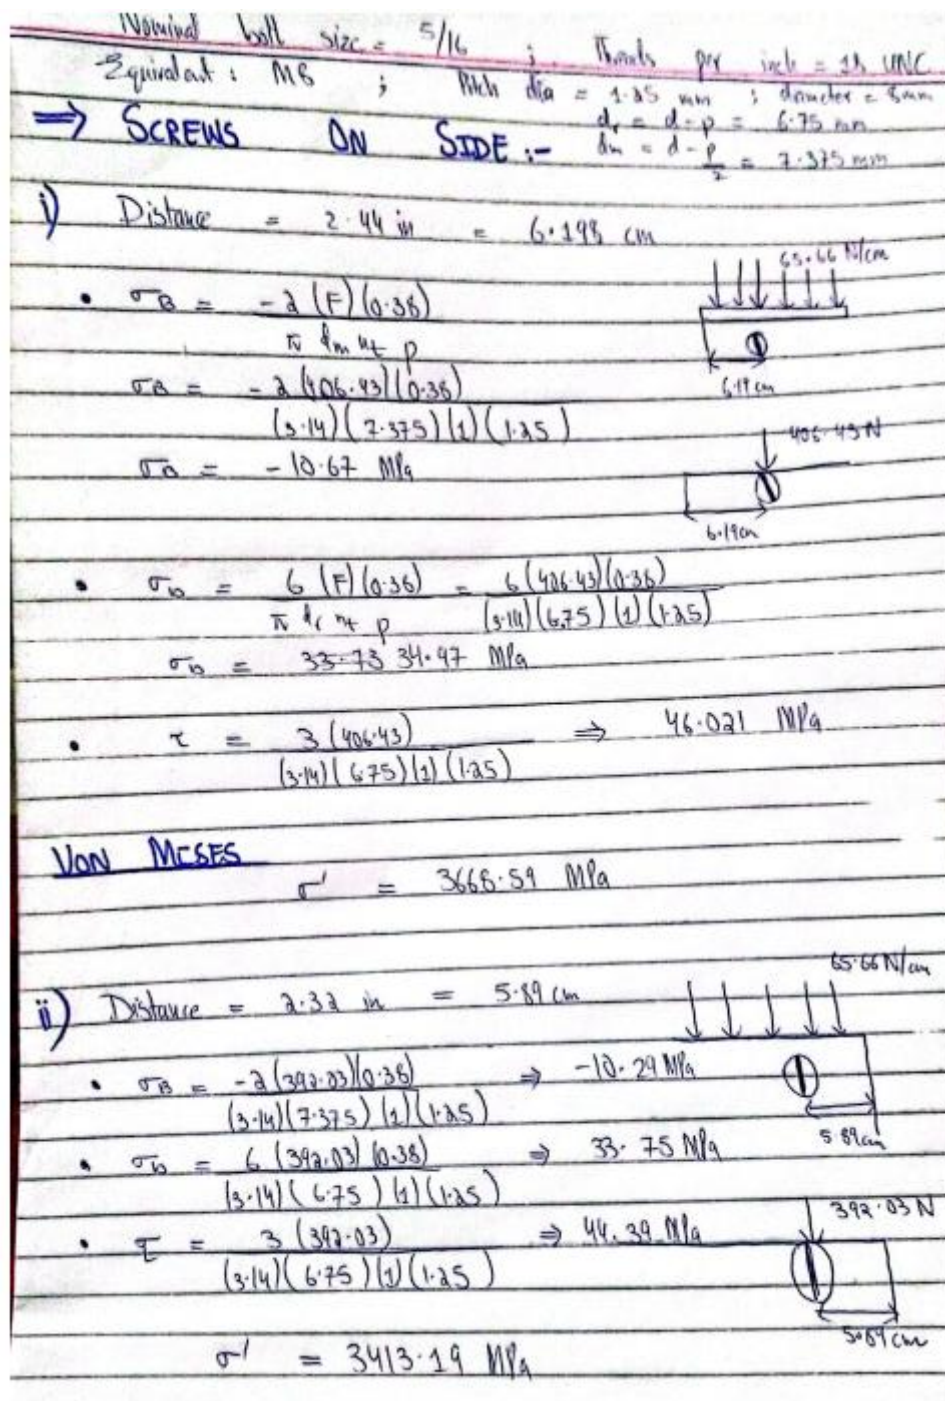 Nominal bolt size = 5/16 ; Threads per inch = 18 UNC
Equivalent : M8 ; Pitch dia = 1.25 mm ; diameter = 8mm
dr = d - p = 6.75 mm
⇒ SCREWS ON SIDE :-
dm = d - p/2 = 7.375 mm
i) Distance = 2.44 in = 6.198 cm
65.66 N/cm
• σB = -2 (F)(0.38) / π dm nt p
6.19 cm
σB = -2 (406.43)(0.38) / (3.14)(7.375)(1)(1.25)
406.43 N
σB = -10.67 MPa
6.19cm
• σb = 6 (F)(0.38) / π dr nt p = 6(406.43)(0.38) / (3.14)(6.75)(1)(1.25)
σb = 33.73 34.97 MPa
• τ = 3 (406.43) / (3.14)(6.75)(1)(1.25) ⇒ 46.021 MPa
VON MISES
σ' = 3668.59 MPa
65.66 N/cm
ii) Distance = 2.32 in = 5.89 cm
• σB = -2 (392.03)(0.38) / (3.14)(7.375)(1)(1.25) ⇒ -10.29 MPa
5.89cm
• σb = 6 (392.03)(0.38) / (3.14)(6.75)(1)(1.25) ⇒ 33.75 MPa
392.03 N
• τ = 3 (392.03) / (3.14)(6.75)(1)(1.25) ⇒ 44.39 MPa
5.89 cm
σ' = 3413.19 MPa